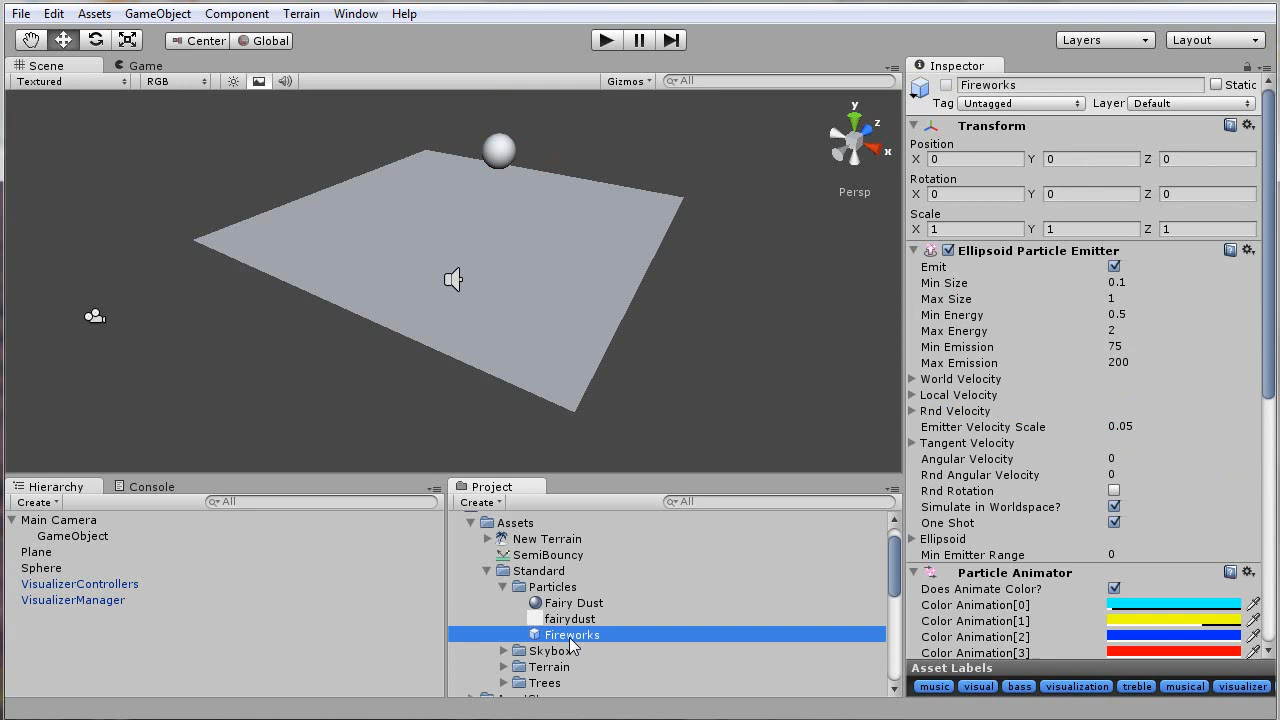 File Edit Assets GameObject Component Terrain Window Help
Center Global Layers Layout
Scene Game
Textured RGB Gizmos All
y
z
x
Persp
Hierarchy Console
Create All
Main Camera
GameObject
Plane
Sphere
VisualizerControllers
VisualizerManager
Project
Create All
Assets
New Terrain
SemiBouncy
Standard
Particles
Fairy Dust
fairydust
Fireworks
Terrain
Trees
Inspector
Fireworks Static
Tag Untagged Layer Default
Transform
Position
X 0 Y 0 Z 0
Rotation
X 0 Y 0 Z 0
Scale
X 1 Y 1 Z 1
Ellipsoid Particle Emitter
Emit
Min Size 0.1
Max Size 1
Min Energy 0.5
Max Energy 2
Min Emission 75
Max Emission 200
World Velocity
Local Velocity
Rnd Velocity
Emitter Velocity Scale 0.05
Tangent Velocity
Angular Velocity 0
Rnd Angular Velocity 0
Rnd Rotation
Simulate in Worldspace?
One Shot
Ellipsoid
Min Emitter Range 0
Particle Animator
Does Animate Color?
Color Animation[0]
Color Animation[1]
Color Animation[2]
Color Animation[3]
Asset Labels
music visual bass visualization treble musical visualizer